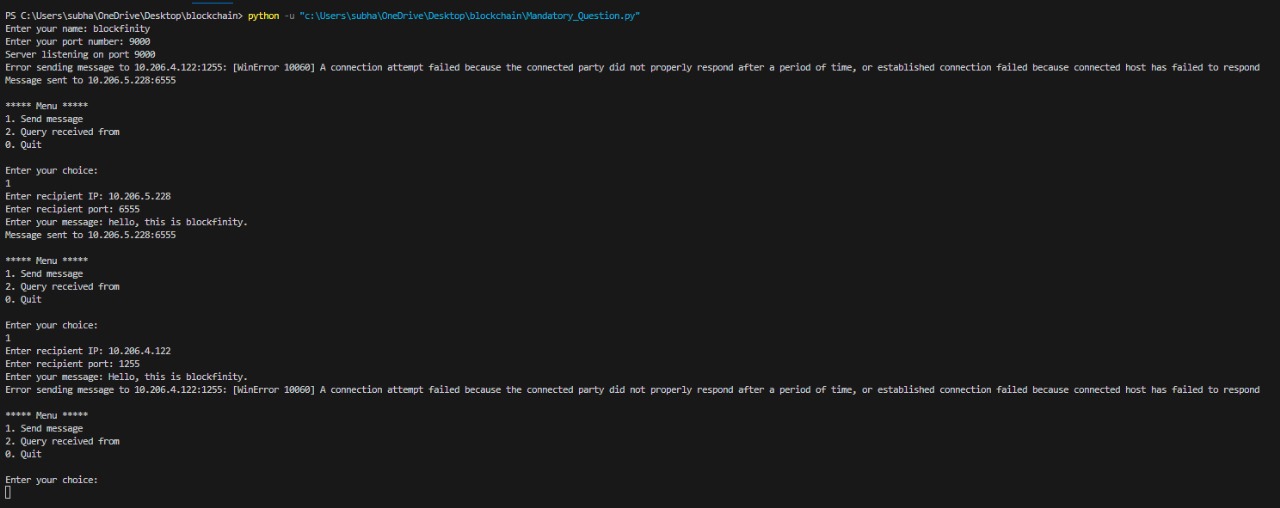 PS C:\Users\subha\OneDrive\Desktop\blockchain> python -u "c:\Users\subha\OneDrive\Desktop\blockchain\Mandatory_Question.py"
Enter your name: blockfinity
Enter your port number: 9000
Server listening on port 9000
Error sending message to 10.206.4.122:1255: [WinError 10060] A connection attempt failed because the connected party did not properly respond after a period of time, or established connection failed because connected host has failed to respond
Message sent to 10.206.5.228:6555

***** Menu *****
1. Send message
2. Query received from
0. Quit

Enter your choice:
1
Enter recipient IP: 10.206.5.228
Enter recipient port: 6555
Enter your message: hello, this is blockfinity.
Message sent to 10.206.5.228:6555

***** Menu *****
1. Send message
2. Query received from
0. Quit

Enter your choice:
1
Enter recipient IP: 10.206.4.122
Enter recipient port: 1255
Enter your message: Hello, this is blockfinity.
Error sending message to 10.206.4.122:1255: [WinError 10060] A connection attempt failed because the connected party did not properly respond after a period of time, or established connection failed because connected host has failed to respond

***** Menu *****
1. Send message
2. Query received from
0. Quit

Enter your choice: